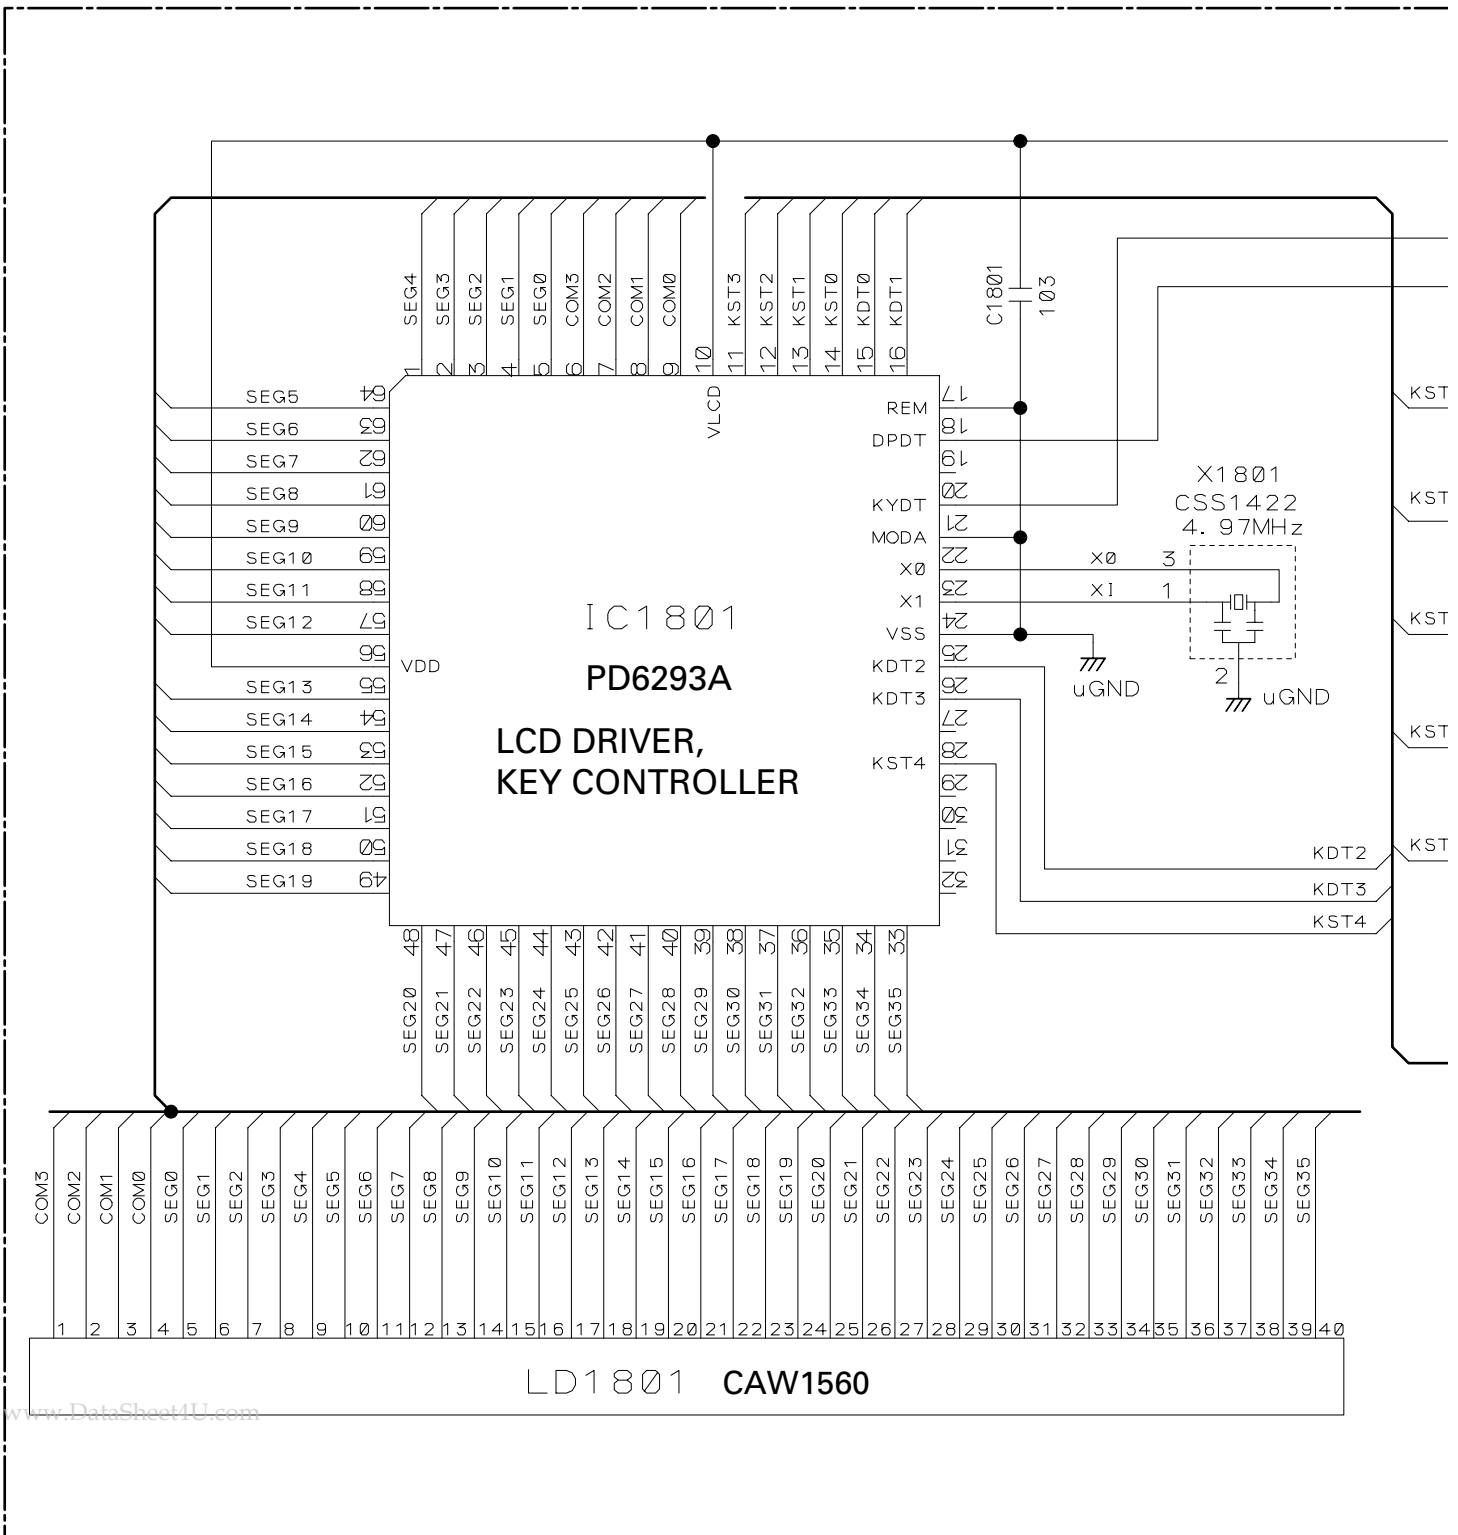 SEG4 SEG3 SEG2 SEG1 SEG0 COM3 COM2 COM1 COM0 KST3 KST2 KST1 KST0 KDT0 KDT1
1 2 3 4 5 6 7 8 9 10 11 12 13 14 15 16
C1801
103
VLCD
SEG5 64
SEG6 63
SEG7 62
SEG8 61
SEG9 60
SEG10 59
SEG11 58
SEG12 57
56 VDD
SEG13 55
SEG14 54
SEG15 53
SEG16 52
SEG17 51
SEG18 50
SEG19 49
REM 17
DPDT 18
19
KYDT 20
MODA 21
X0 22
X1 23
VSS 24
KDT2 25
KDT3 26
27
KST4 28
29
30
31
32
IC1801
PD6293A
LCD DRIVER,
KEY CONTROLLER
X1801
CSS1422
4.97MHz
X0 3
XI 1
2
uGND
uGND
KST
KST
KST
KST
KST
KDT2
KDT3
KST4
48 47 46 45 44 43 42 41 40 39 38 37 36 35 34 33
SEG20 SEG21 SEG22 SEG23 SEG24 SEG25 SEG26 SEG27 SEG28 SEG29 SEG30 SEG31 SEG32 SEG33 SEG34 SEG35
COM3 COM2 COM1 COM0 SEG0 SEG1 SEG2 SEG3 SEG4 SEG5 SEG6 SEG7 SEG8 SEG9 SEG10 SEG11 SEG12 SEG13 SEG14 SEG15 SEG16 SEG17 SEG18 SEG19 SEG20 SEG21 SEG22 SEG23 SEG24 SEG25 SEG26 SEG27 SEG28 SEG29 SEG30 SEG31 SEG32 SEG33 SEG34 SEG35
1 2 3 4 5 6 7 8 9 10 11 12 13 14 15 16 17 18 19 20 21 22 23 24 25 26 27 28 29 30 31 32 33 34 35 36 37 38 39 40
LD1801 CAW1560
www.DataSheet4U.com